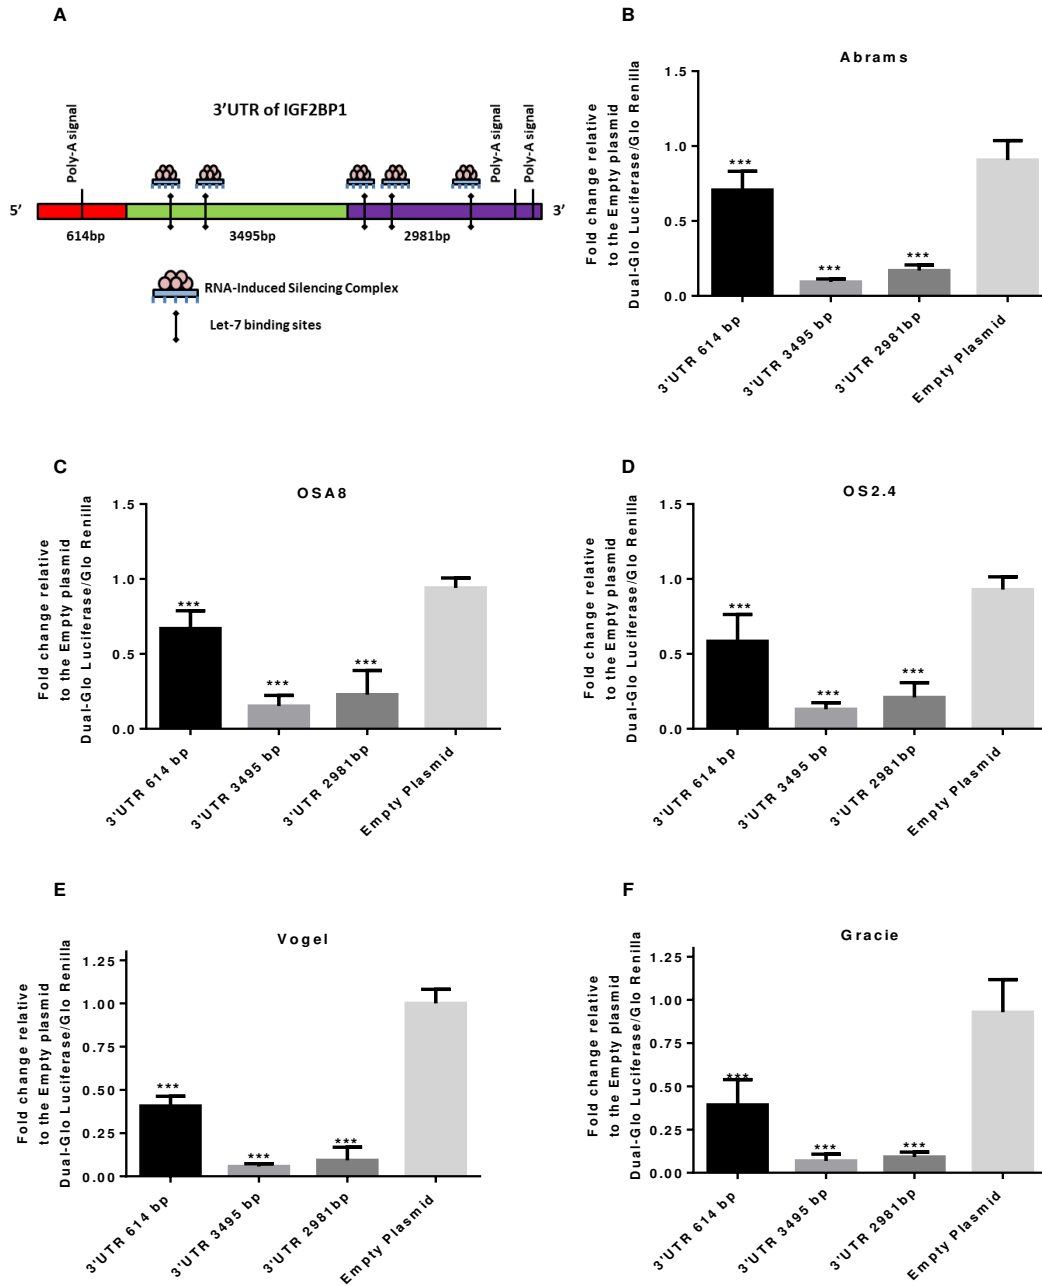 A
3'UTR of IGF2BP1
Poly-A signal
Poly-A signal
Poly-A signal
5'
3'
614bp
3495bp
2981bp
RNA-Induced Silencing Complex
Let-7 binding sites
B
Abrams
Fold change relative
to the Empty plasmid
Dual-Glo Luciferase/Glo Renilla
1.5
1.0
0.5
0.0
***
***
***
3'UTR 614 bp
3'UTR 3495 bp
3'UTR 2981bp
Empty Plasmid
C
OSA8
Fold change relative
to the Empty plasmid
Dual-Glo Luciferase/Glo Renilla
1.5
1.0
0.5
0.0
***
***
***
3'UTR 614 bp
3'UTR 3495 bp
3'UTR 2981bp
Empty Plasmid
D
OS2.4
Fold change relative
to the Empty plasmid
Dual-Glo Luciferase/Glo Renilla
1.5
1.0
0.5
0.0
***
***
***
3'UTR 614 bp
3'UTR 3495 bp
3'UTR 2981bp
Empty Plasmid
E
Vogel
Fold change relative
to the Empty plasmid
Dual-Glo Luciferase/Glo Renilla
1.25
1.00
0.75
0.50
0.25
0.00
***
***
***
3'UTR 614 bp
3'UTR 3495 bp
3'UTR 2981bp
Empty Plasmid
F
Gracie
Fold change relative
to the Empty plasmid
Dual-Glo Luciferase/Glo Renilla
1.25
1.00
0.75
0.50
0.25
0.00
***
***
***
3'UTR 614 bp
3'UTR 3495 bp
3'UTR 2981bp
Empty Plasmid